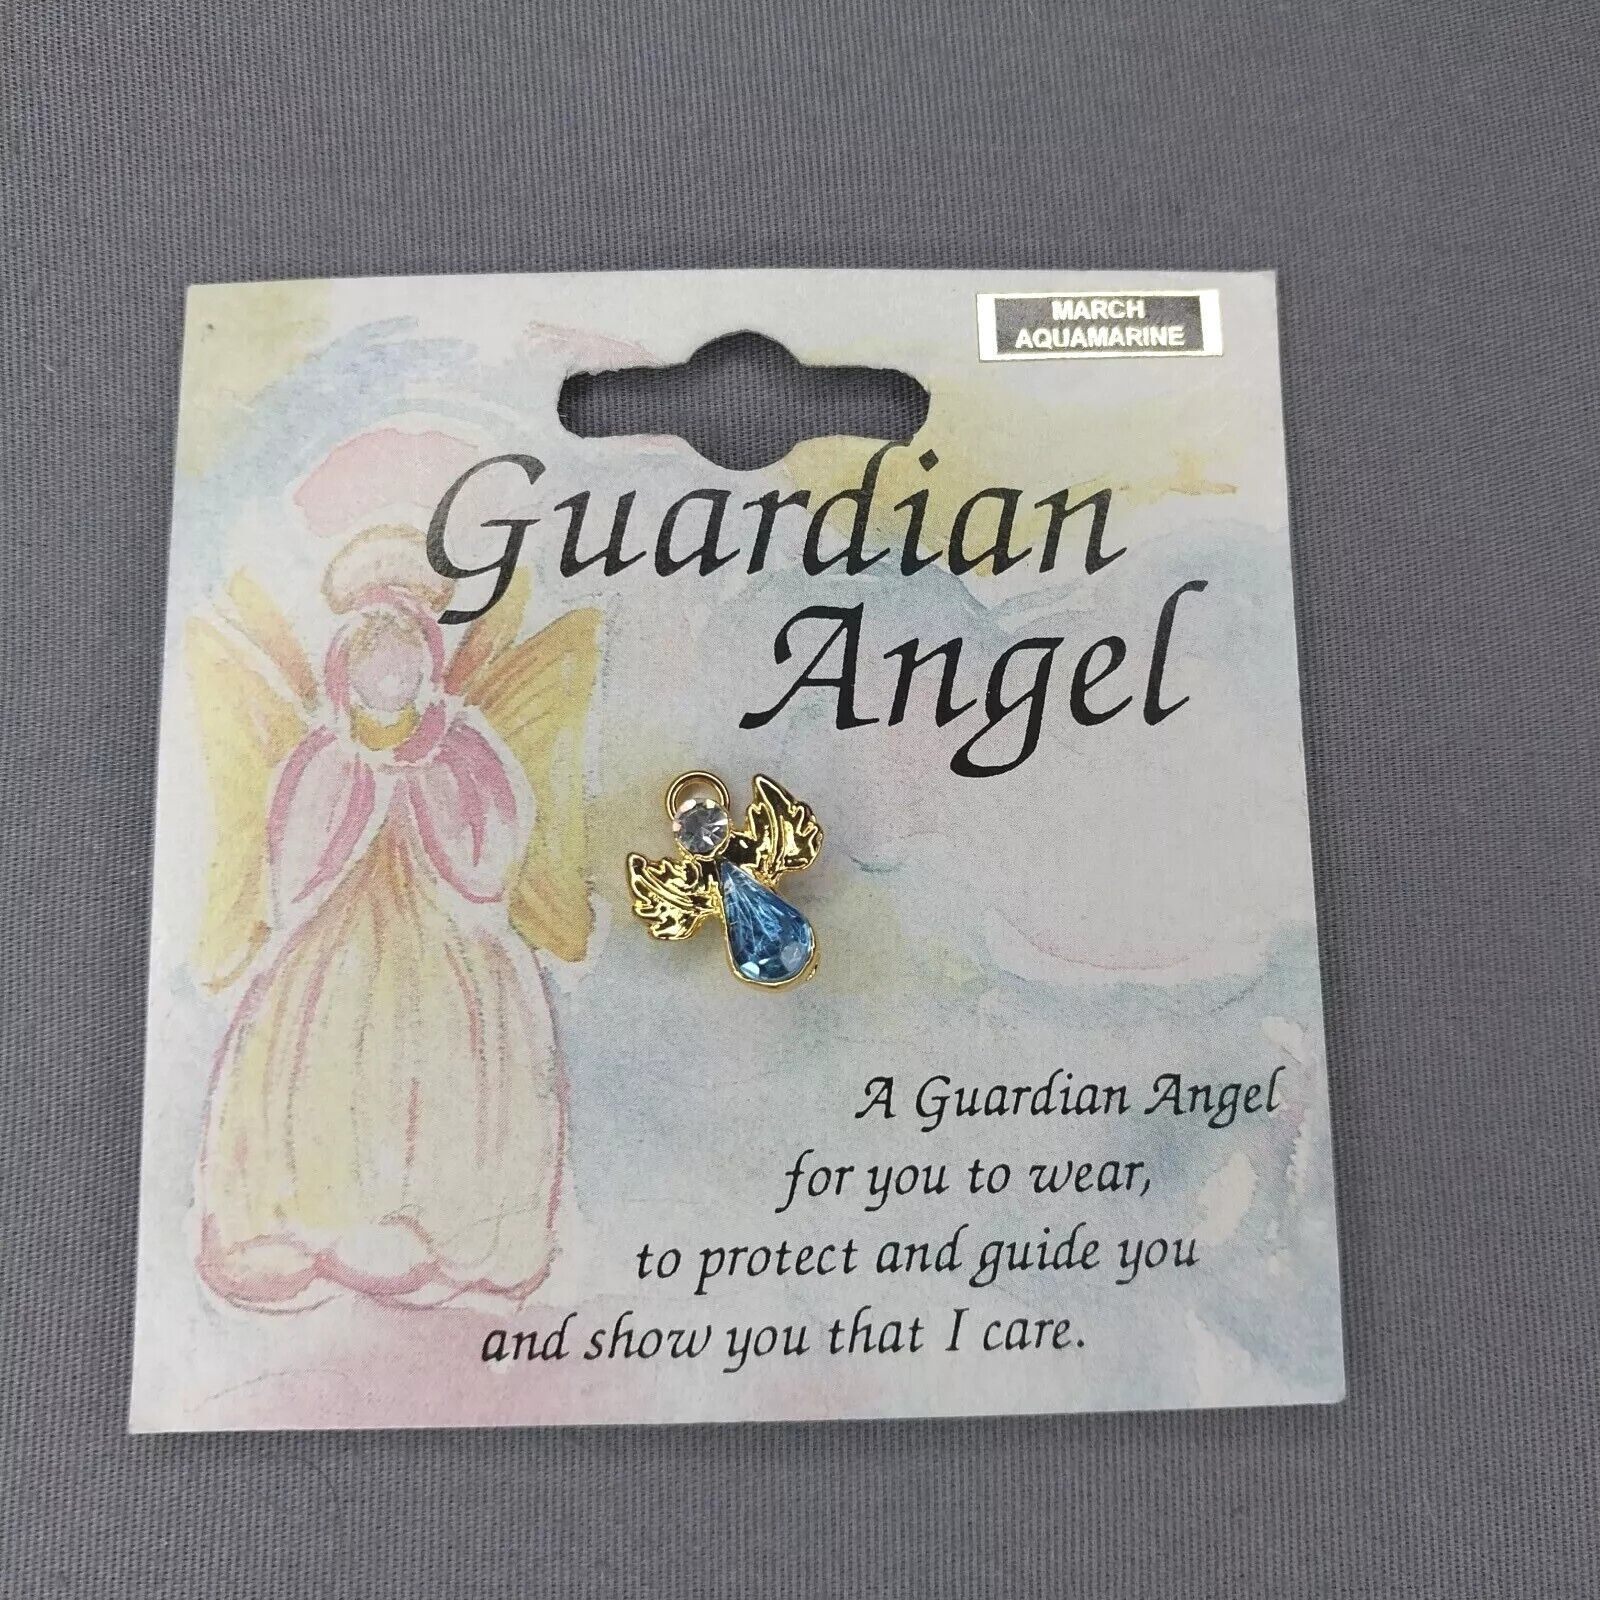 MARCH
AQUAMARINE
Guardian
Angel
A Guardian Angel
for you to wear,
to protect and guide you
and show you that I care.